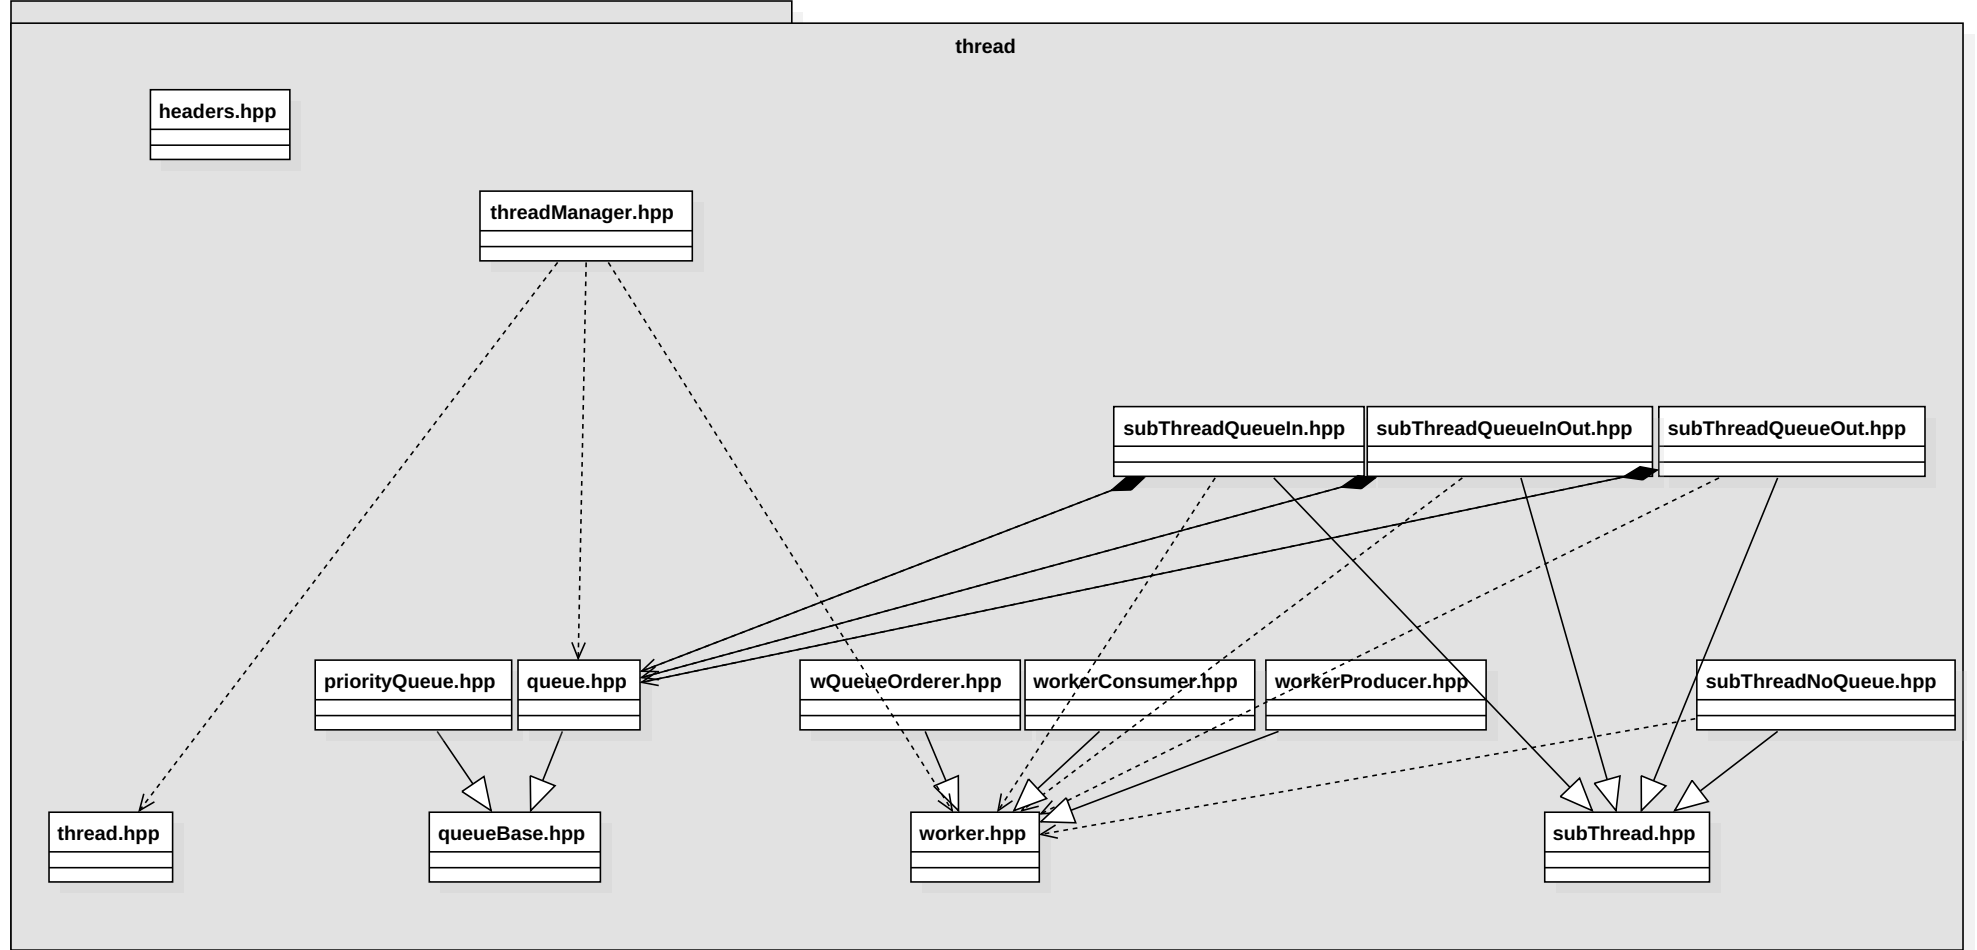 thread
headers.hpp
threadManager.hpp
subThreadQueueIn.hpp
subThreadQueueInOut.hpp
subThreadQueueOut.hpp
priorityQueue.hpp
queue.hpp
wQueueOrderer.hpp
workerConsumer.hpp
workerProducer.hpp
subThreadNoQueue.hpp
thread.hpp
queueBase.hpp
worker.hpp
subThread.hpp